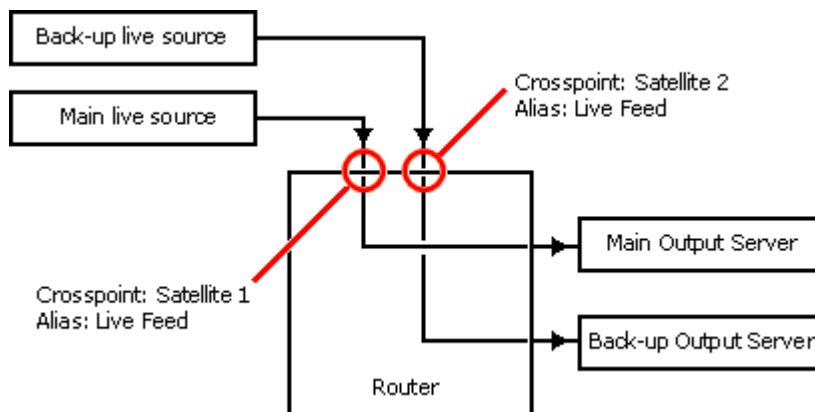 Back-up live source
Main live source
Crosspoint: Satellite 2
Alias: Live Feed
Main Output Server
Crosspoint: Satellite 1
Alias: Live Feed
Back-up Output Server
Router